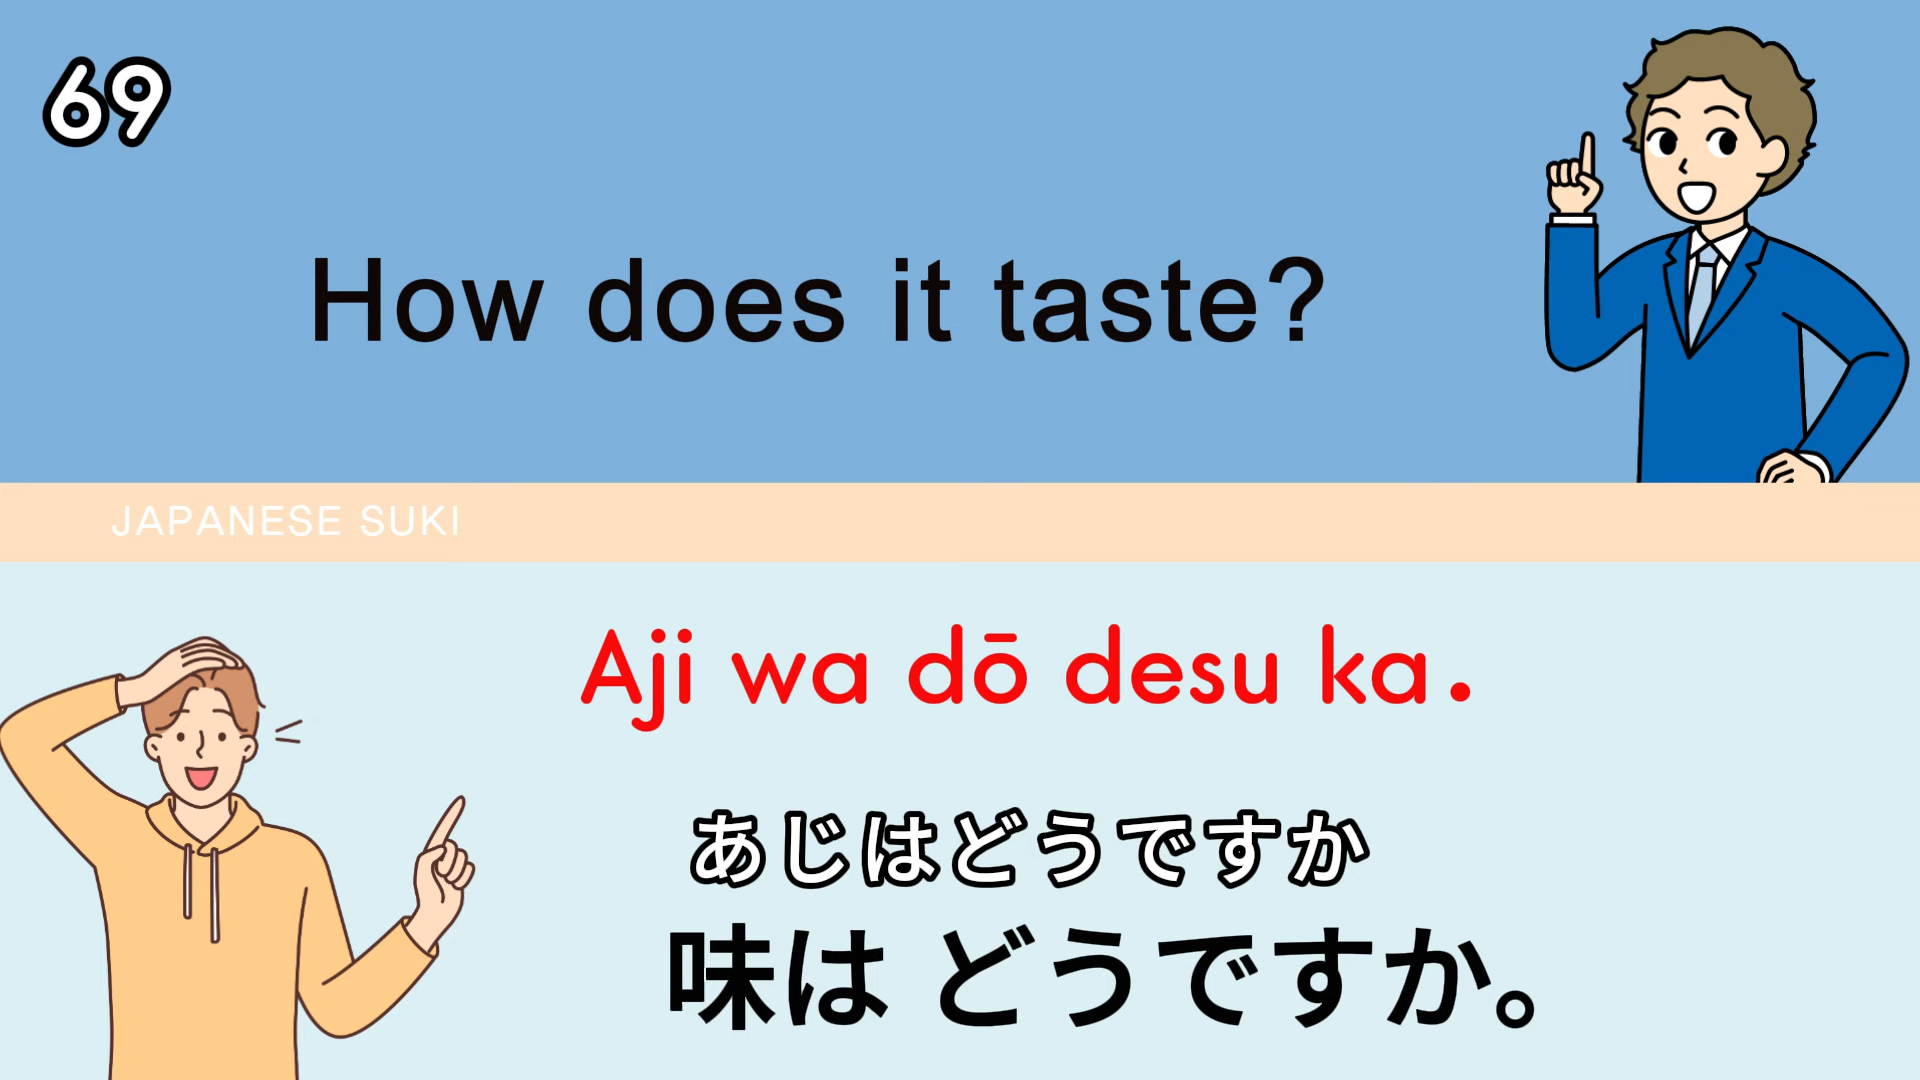 69
How does it taste?
JAPANESE SUKI
Aji wa dō desu ka.
あじはどうですか
味は どうですか。